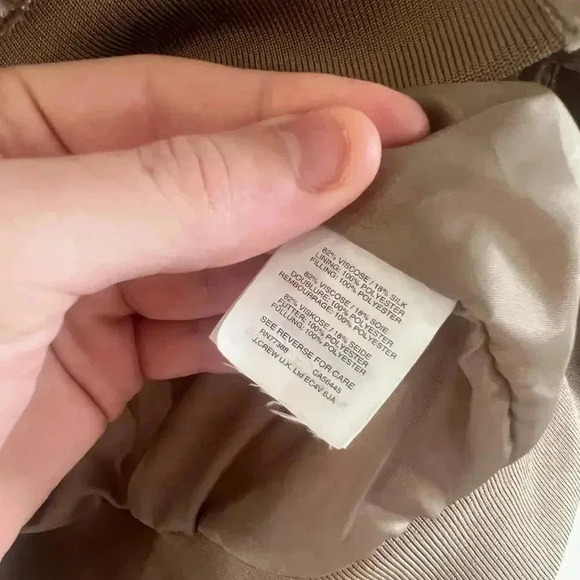 82% VISCOSE / 18% SILK
LINING: 100% POLYESTER
FILLING: 100% POLYESTER
82% VISCOSE / 18% SOIE
DOUBLURE: 100% POLYESTER
REMBOURRAGE: 100% POLYESTER
82% VISKOSE / 18% SEIDE
FUTTER: 100% POLYESTER
FÜLLUNG: 100% POLYESTER
SEE REVERSE FOR CARE
RN77388 CA56445
J.CREW U.K. Ltd EC4V 6JA